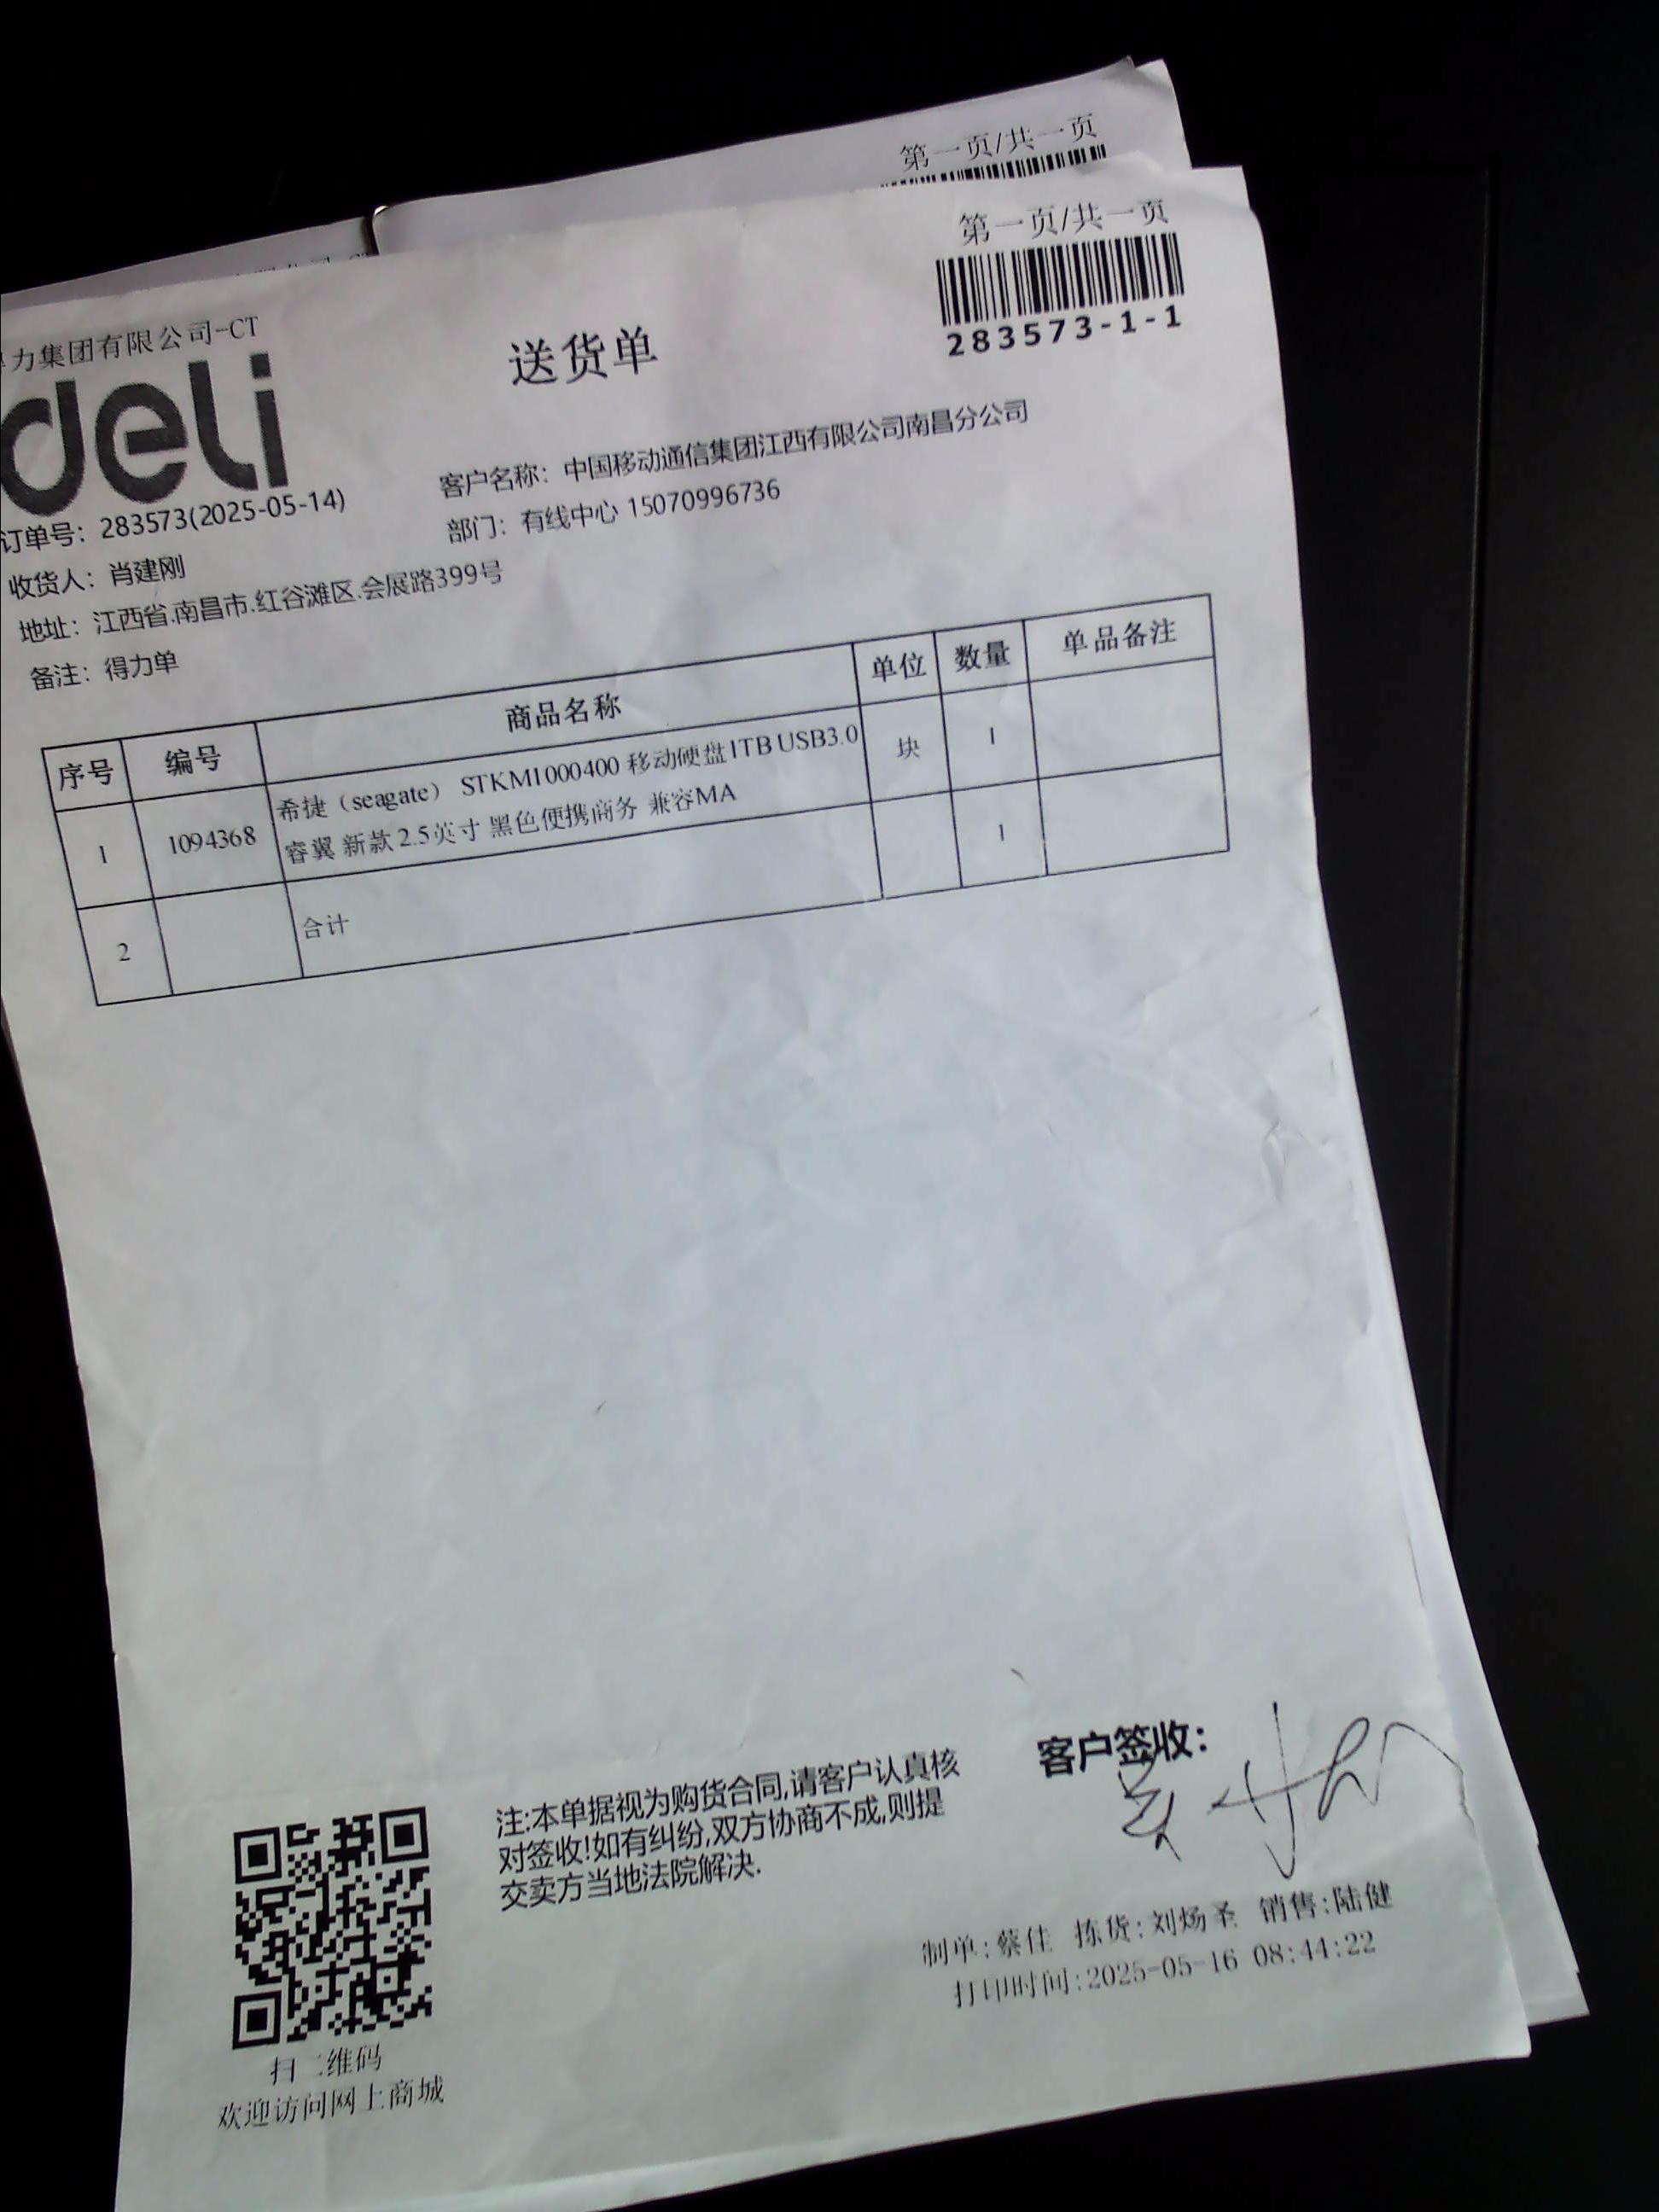 第一页/共一页
第一页/共一页
283573-1-1
力集团有限公司-CT
deli
送货单
订单号：283573(2025-05-14)
客户名称：中国移动通信集团江西有限公司南昌分公司
收货人：肖建刚
部门：有线中心 15070996736
地址：江西省.南昌市.红谷滩区.会展路399号
备注：得力单
序号 编号 商品名称 单位 数量 单品备注
1 1094368 希捷（seagate） STKM1000400 移动硬盘1TB USB3.0 块 1
睿翼 新款 2.5英寸 黑色便携商务 兼容MA
2 合计 1
客户签收：
注:本单据视为购货合同,请客户认真核
对签收!如有纠纷,双方协商不成,则提
交卖方当地法院解决.
制单:蔡佳 拣货:刘炀圣 销售:陆健
打印时间:2025-05-16 08:44:22
扫二维码
欢迎访问网上商城